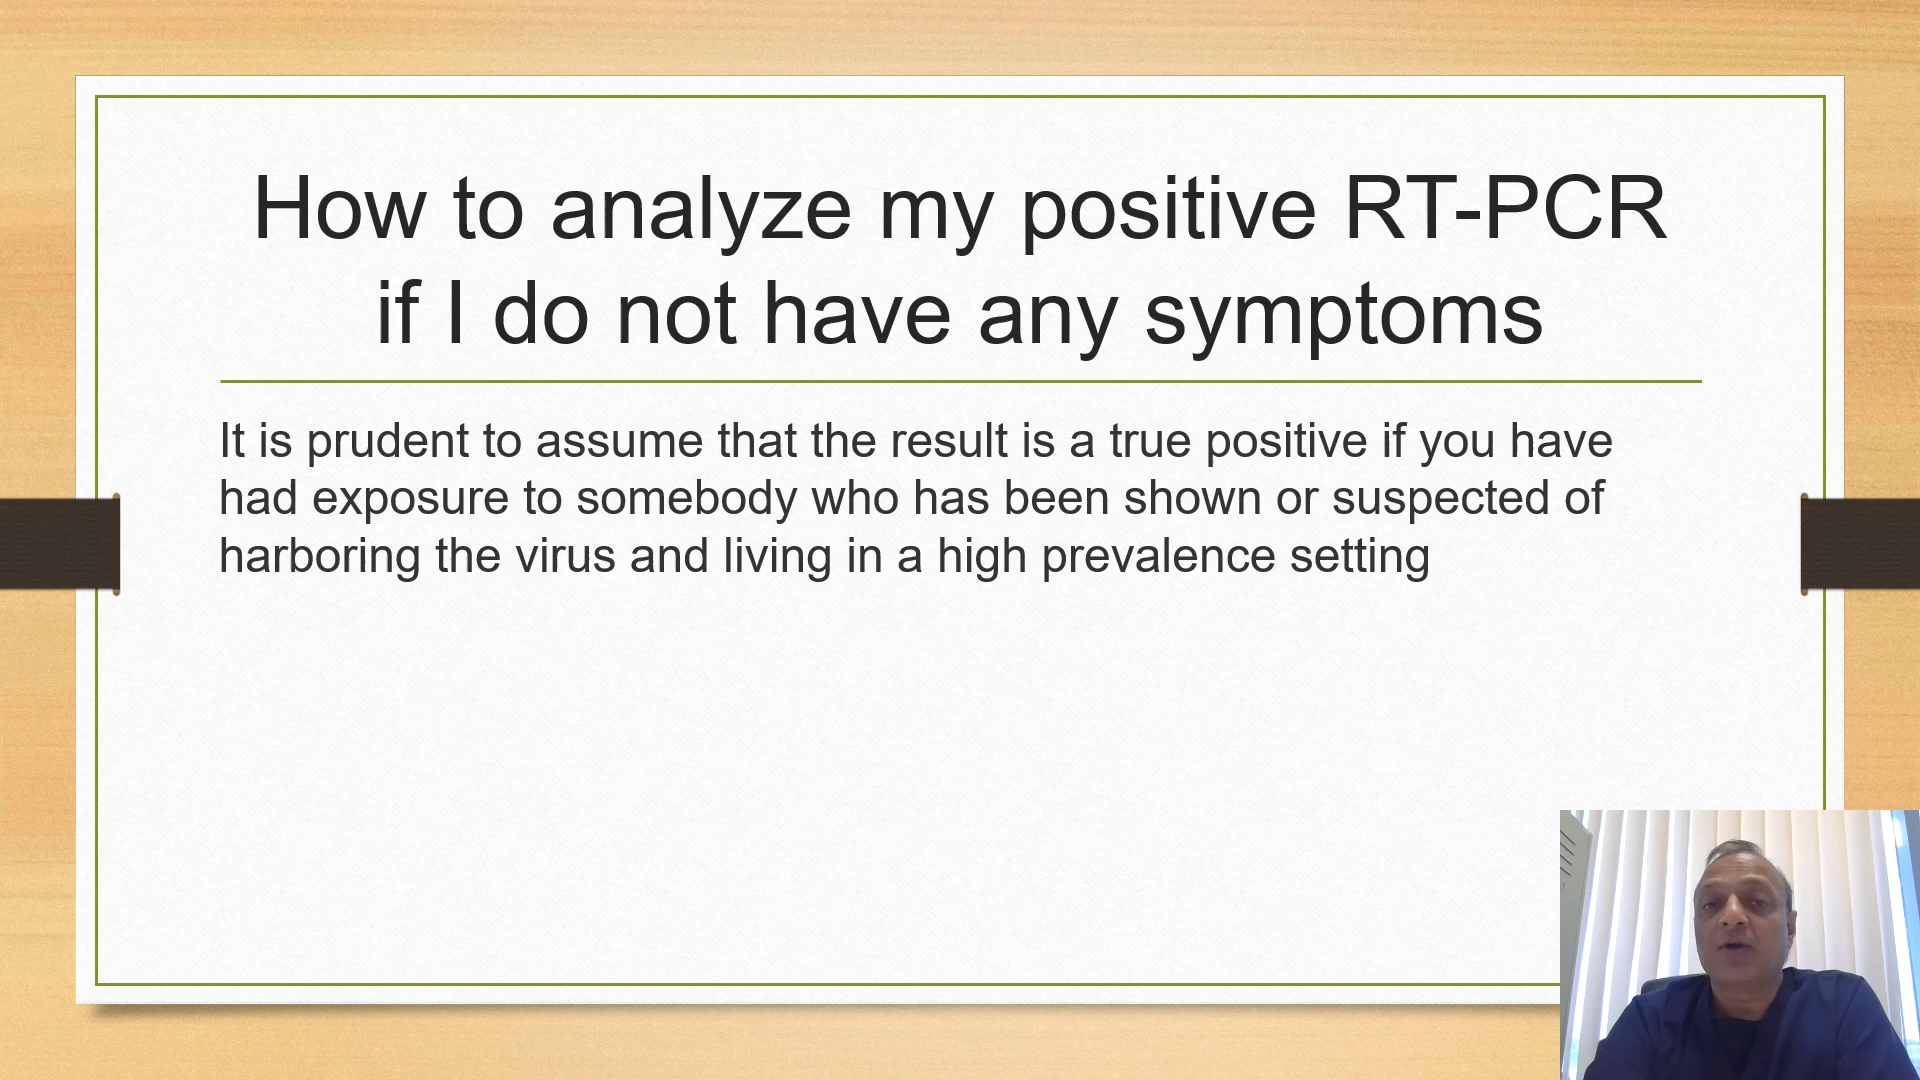 How to analyze my positive RT-PCR
if I do not have any symptoms
It is prudent to assume that the result is a true positive if you have
had exposure to somebody who has been shown or suspected of
harboring the virus and living in a high prevalence setting